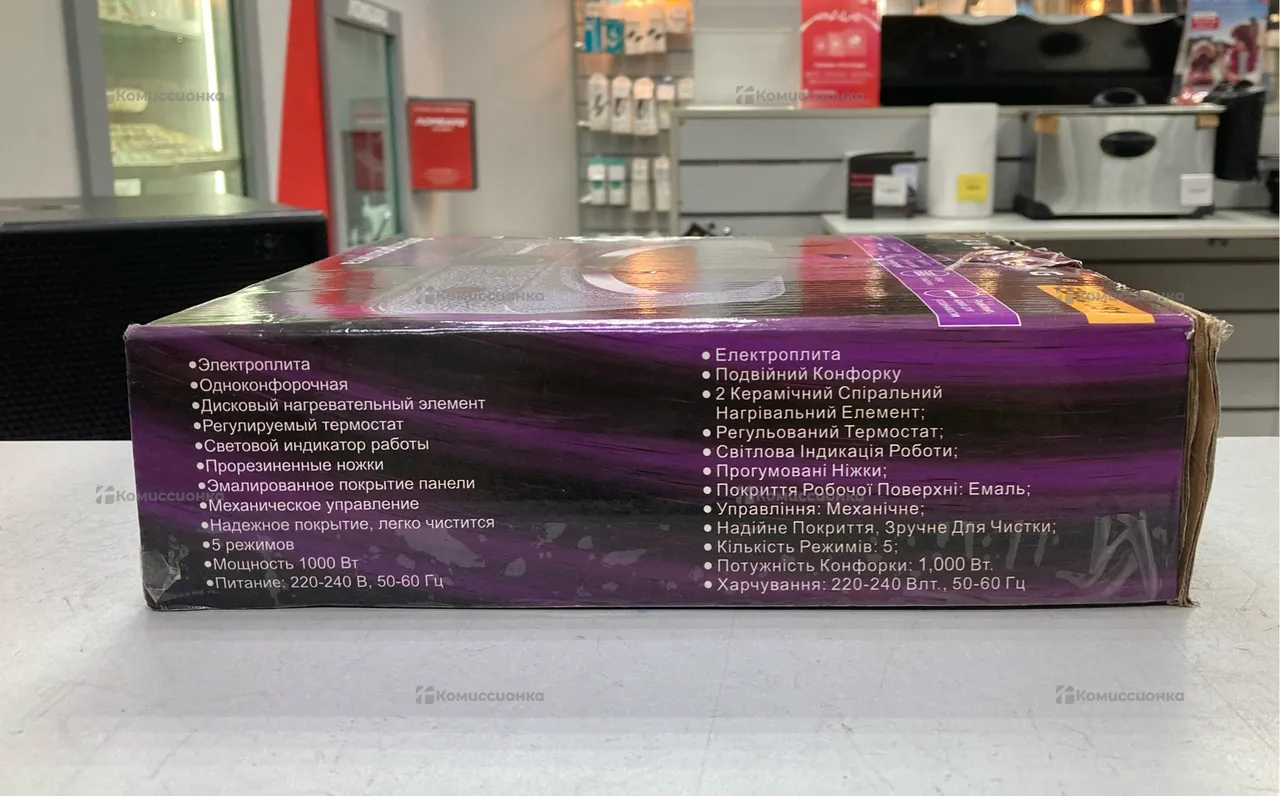 •Электроплита
•Одноконфорочная
•Дисковый нагревательный элемент
•Регулируемый термостат
•Световой индикатор работы
•Прорезиненные ножки
•Эмалированное покрытие панели
•Механическое управление
•Надежное покрытие, легко чистится
•5 режимов
•Мощность 1000 Вт
•Питание: 220-240 В, 50-60 Гц
• Електроплита
• Подвійний Конфорку
• 2 Керамічний Спіральний
Нагрівальний Елемент;
• Регульований Термостат;
• Світлова Індикація Роботи;
• Прогумовані Ніжки;
• Покриття Робочої Поверхні: Емаль;
• Управління: Механічне;
• Надійне Покриття, Зручне Для Чистки;
• Кількість Режимів: 5;
• Потужність Конфорки: 1,000 Вт.
• Харчування: 220-240 Влт., 50-60 Гц
Комиссионка
Комиссионка
Комиссионка
Комиссионка
Комиссионка
Комиссионка
Комиссионка
Комиссионка